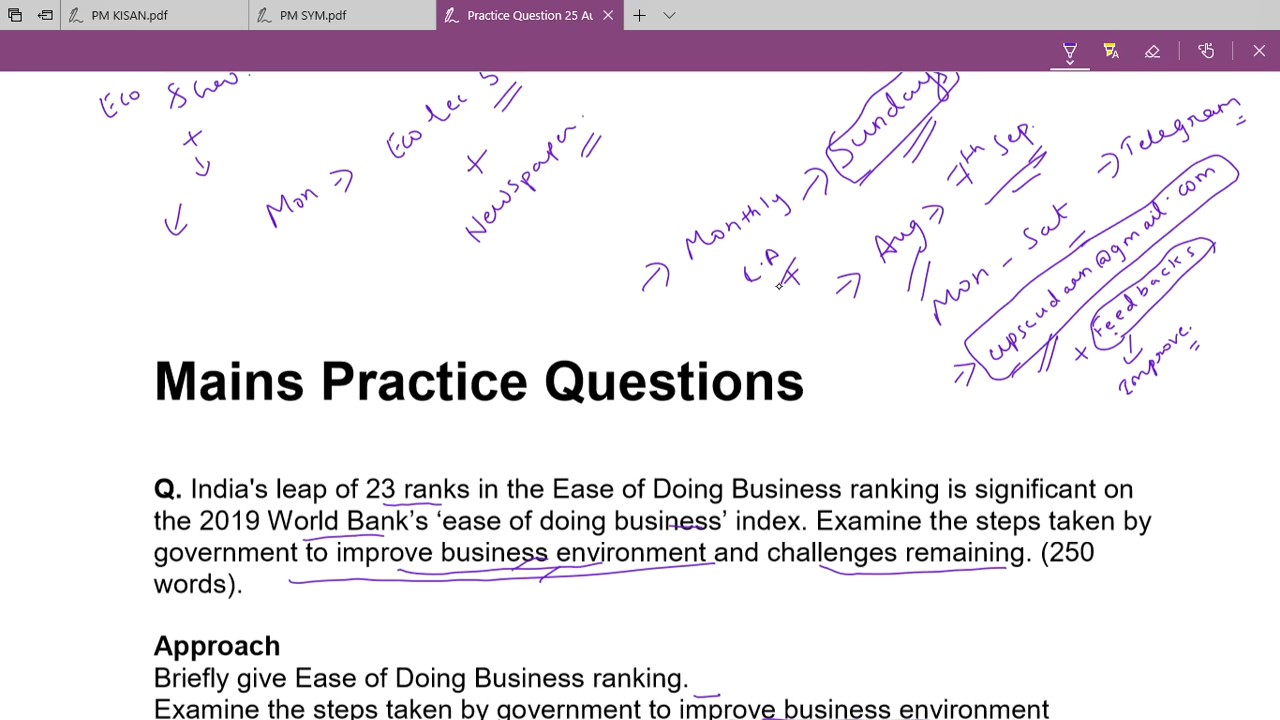 PM KISAN.pdf
PM SYM.pdf
Practice Question 25 Au
Eco
+
Mon → Eco Lec 5
+
Newspaper
→ Monthly → Sunday
C.A
→ Aug → 7th Sep.
Mon - Sat
→ Telegram
→ upscudaan@gmail.com
+ Feedbacks
Improve.
Mains Practice Questions
Q. India's leap of 23 ranks in the Ease of Doing Business ranking is significant on
the 2019 World Bank's ‘ease of doing business’ index. Examine the steps taken by
government to improve business environment and challenges remaining. (250
words).
Approach
Briefly give Ease of Doing Business ranking.
Examine the steps taken by government to improve business environment